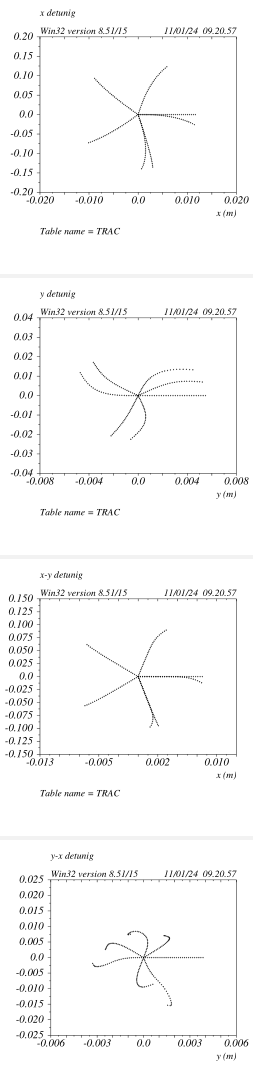 x detunig
Win32 version 8.51/15 11/01/24 09.20.57
0.20
0.15
0.10
0.05
0.0
-0.05
-0.10
-0.15
-0.20
-0.020 -0.010 0.0 0.010 0.020
x (m)
Table name = TRAC
y detunig
Win32 version 8.51/15 11/01/24 09.20.57
0.04
0.03
0.02
0.01
0.0
-0.01
-0.02
-0.03
-0.04
-0.008 -0.004 0.0 0.004 0.008
y (m)
Table name = TRAC
x-y detunig
Win32 version 8.51/15 11/01/24 09.20.57
0.150
0.125
0.100
0.075
0.050
0.025
0.0
-0.025
-0.050
-0.075
-0.100
-0.125
-0.150
-0.013 -0.005 0.002 0.010
x (m)
Table name = TRAC
y-x detunig
Win32 version 8.51/15 11/01/24 09.20.57
0.025
0.020
0.015
0.010
0.005
0.0
-0.005
-0.010
-0.015
-0.020
-0.025
-0.006 -0.003 0.0 0.003 0.006
y (m)